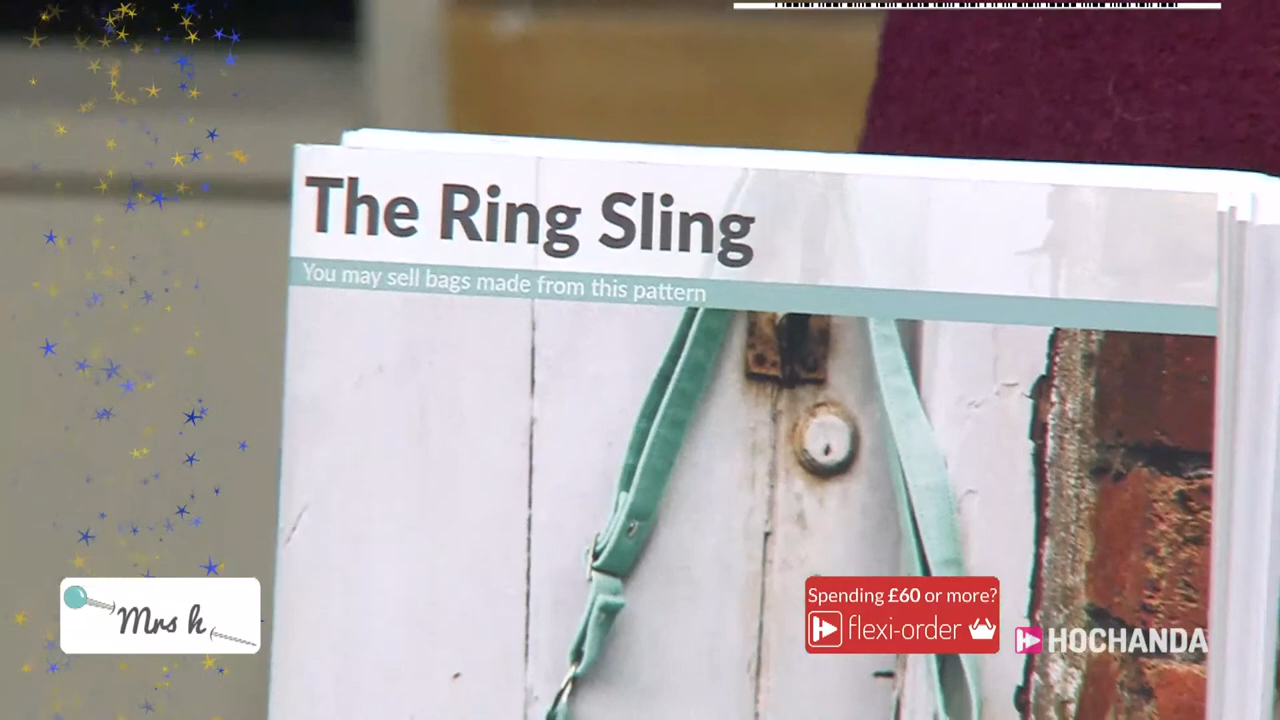 The Ring Sling
You may sell bags made from this pattern
Mrs h
Spending £60 or more?
flexi-order
HOCHANDA